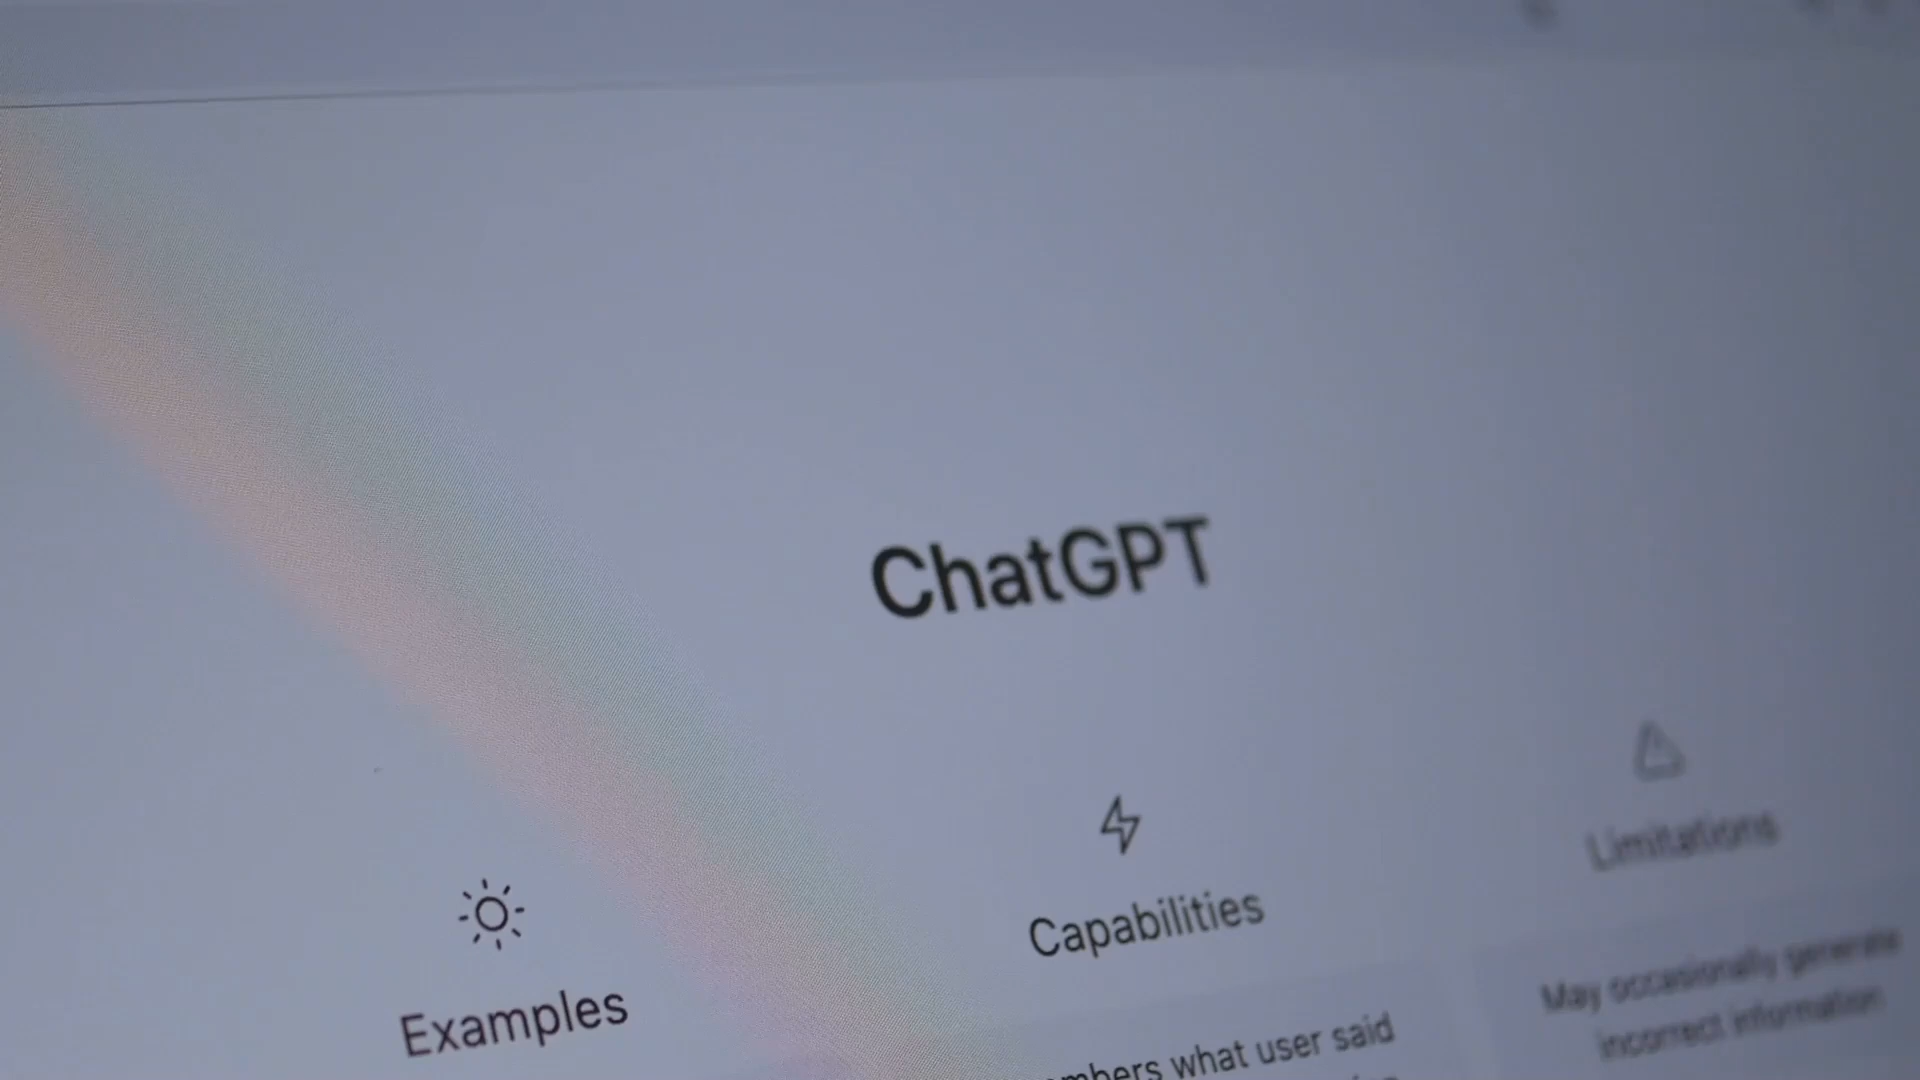 ChatGPT
Examples
Capabilities
Limitations
what user said
May occasionally generate
incorrect information